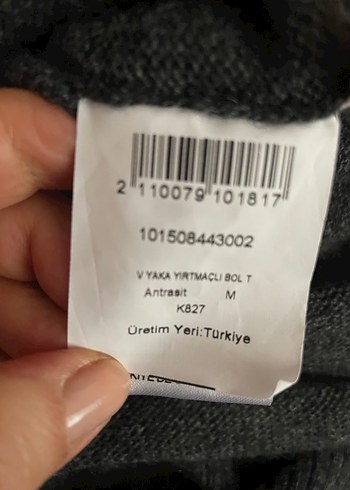 2 110079 101817
101508443002
V YAKA YIRTMAÇLI BOL T
Antrasit M
K827
Üretim Yeri:Türkiye